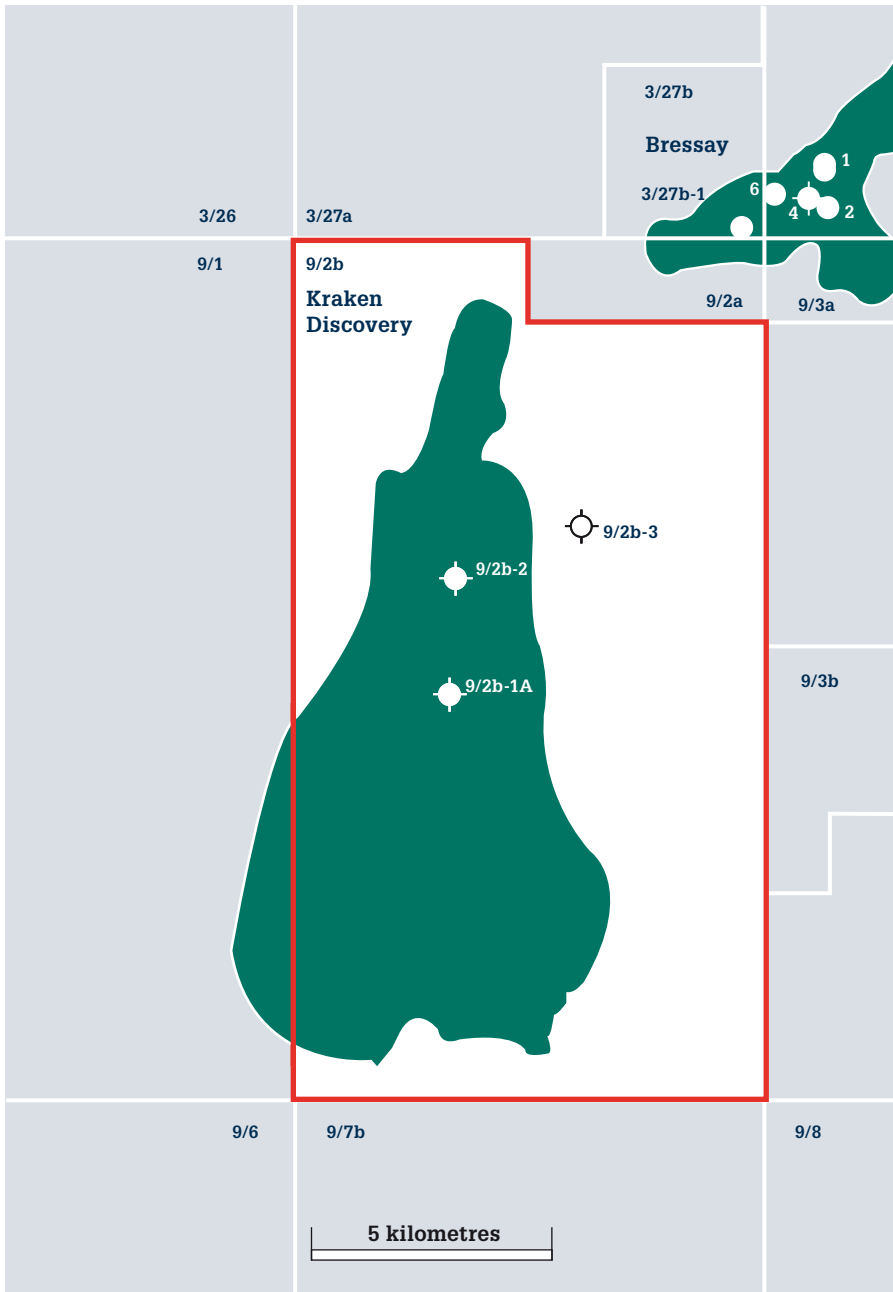 3/27b
Bressay
1
3/27b-1
6
4
2
3/26
3/27a
9/1
9/2b
Kraken
Discovery
9/2a
9/3a
9/2b-3
9/2b-2
9/2b-1A
9/3b
9/6
9/7b
9/8
5 kilometres